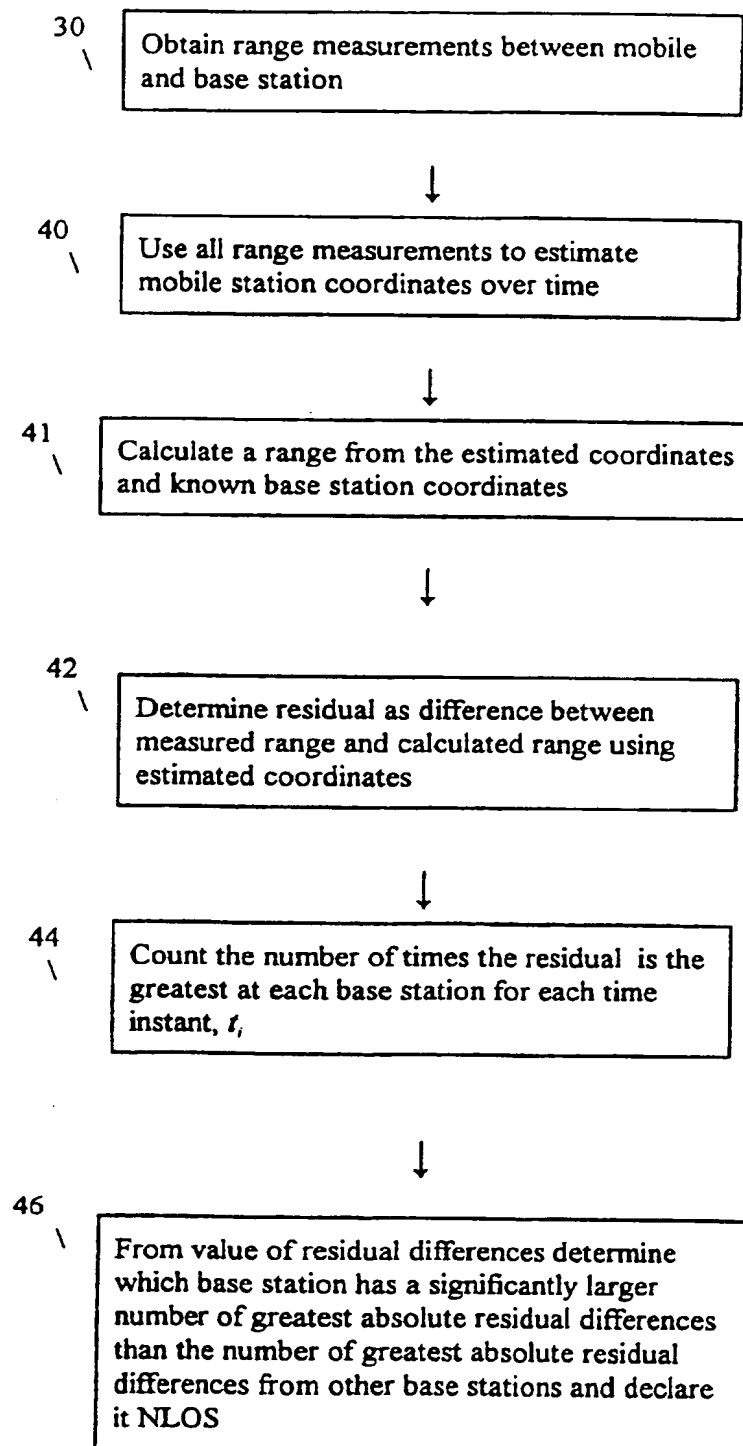 30
Obtain range measurements between mobile
and base station
40
Use all range measurements to estimate
mobile station coordinates over time
41
Calculate a range from the estimated coordinates
and known base station coordinates
42
Determine residual as difference between
measured range and calculated range using
estimated coordinates
44
Count the number of times the residual is the
greatest at each base station for each time
instant, tᵢ
46
From value of residual differences determine
which base station has a significantly larger
number of greatest absolute residual differences
than the number of greatest absolute residual
differences from other base stations and declare
it NLOS